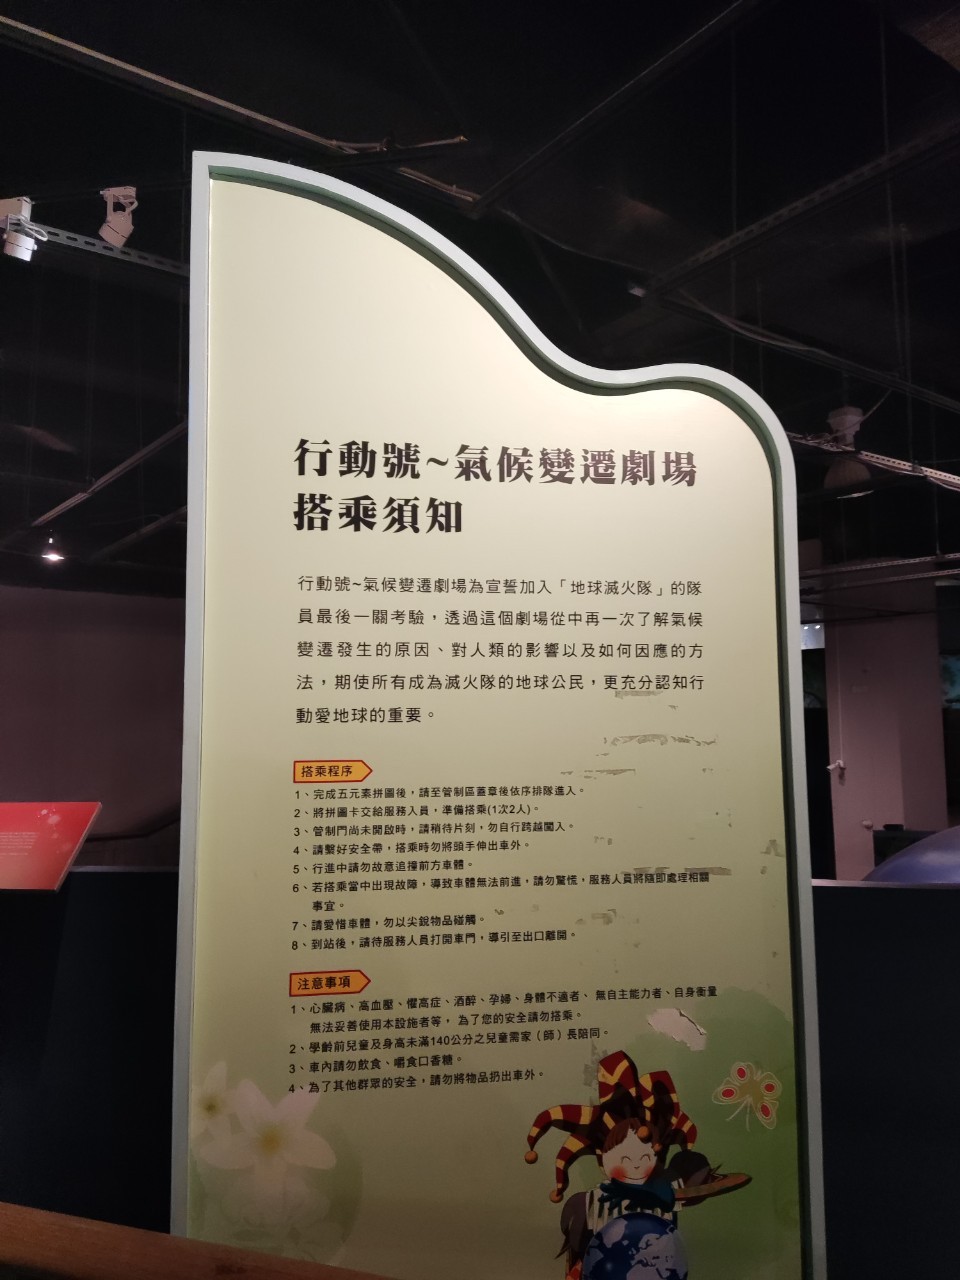 行動號~氣候變遷劇場
搭乘須知
行動號~氣候變遷劇場為宣誓加入「地球滅火隊」的隊
員最後一關考驗，透過這個劇場從中再一次了解氣候
變遷發生的原因、對人類的影響以及如何因應的方
法，期使所有成為滅火隊的地球公民，更充分認知行
動愛地球的重要。
搭乘程序
1、完成五元素拼圖後，請至管制區蓋章後依序排隊進入。
2、將拼圖卡交給服務人員，準備搭乘(1次2人)。
3、管制門尚未開啟時，請稍待片刻，勿自行跨越闖入。
4、請繫好安全帶，搭乘時勿將頭手伸出車外。
5、行進中請勿故意追撞前方車體。
6、若搭乘當中出現故障，導致車體無法前進，請勿驚慌，服務人員將隨即處理相關
事宜。
7、請愛惜車體，勿以尖銳物品碰觸。
8、到站後，請待服務人員打開車門，導引至出口離開。
注意事項
1、心臟病、高血壓、懼高症、酒醉、孕婦、身體不適者、 無自主能力者、自身衡量
無法妥善使用本設施者等， 為了您的安全請勿搭乘。
2、學齡前兒童及身高未滿140公分之兒童需家（師）長陪同。
3、車內請勿飲食、嚼食口香糖。
4、為了其他群眾的安全，請勿將物品扔出車外。